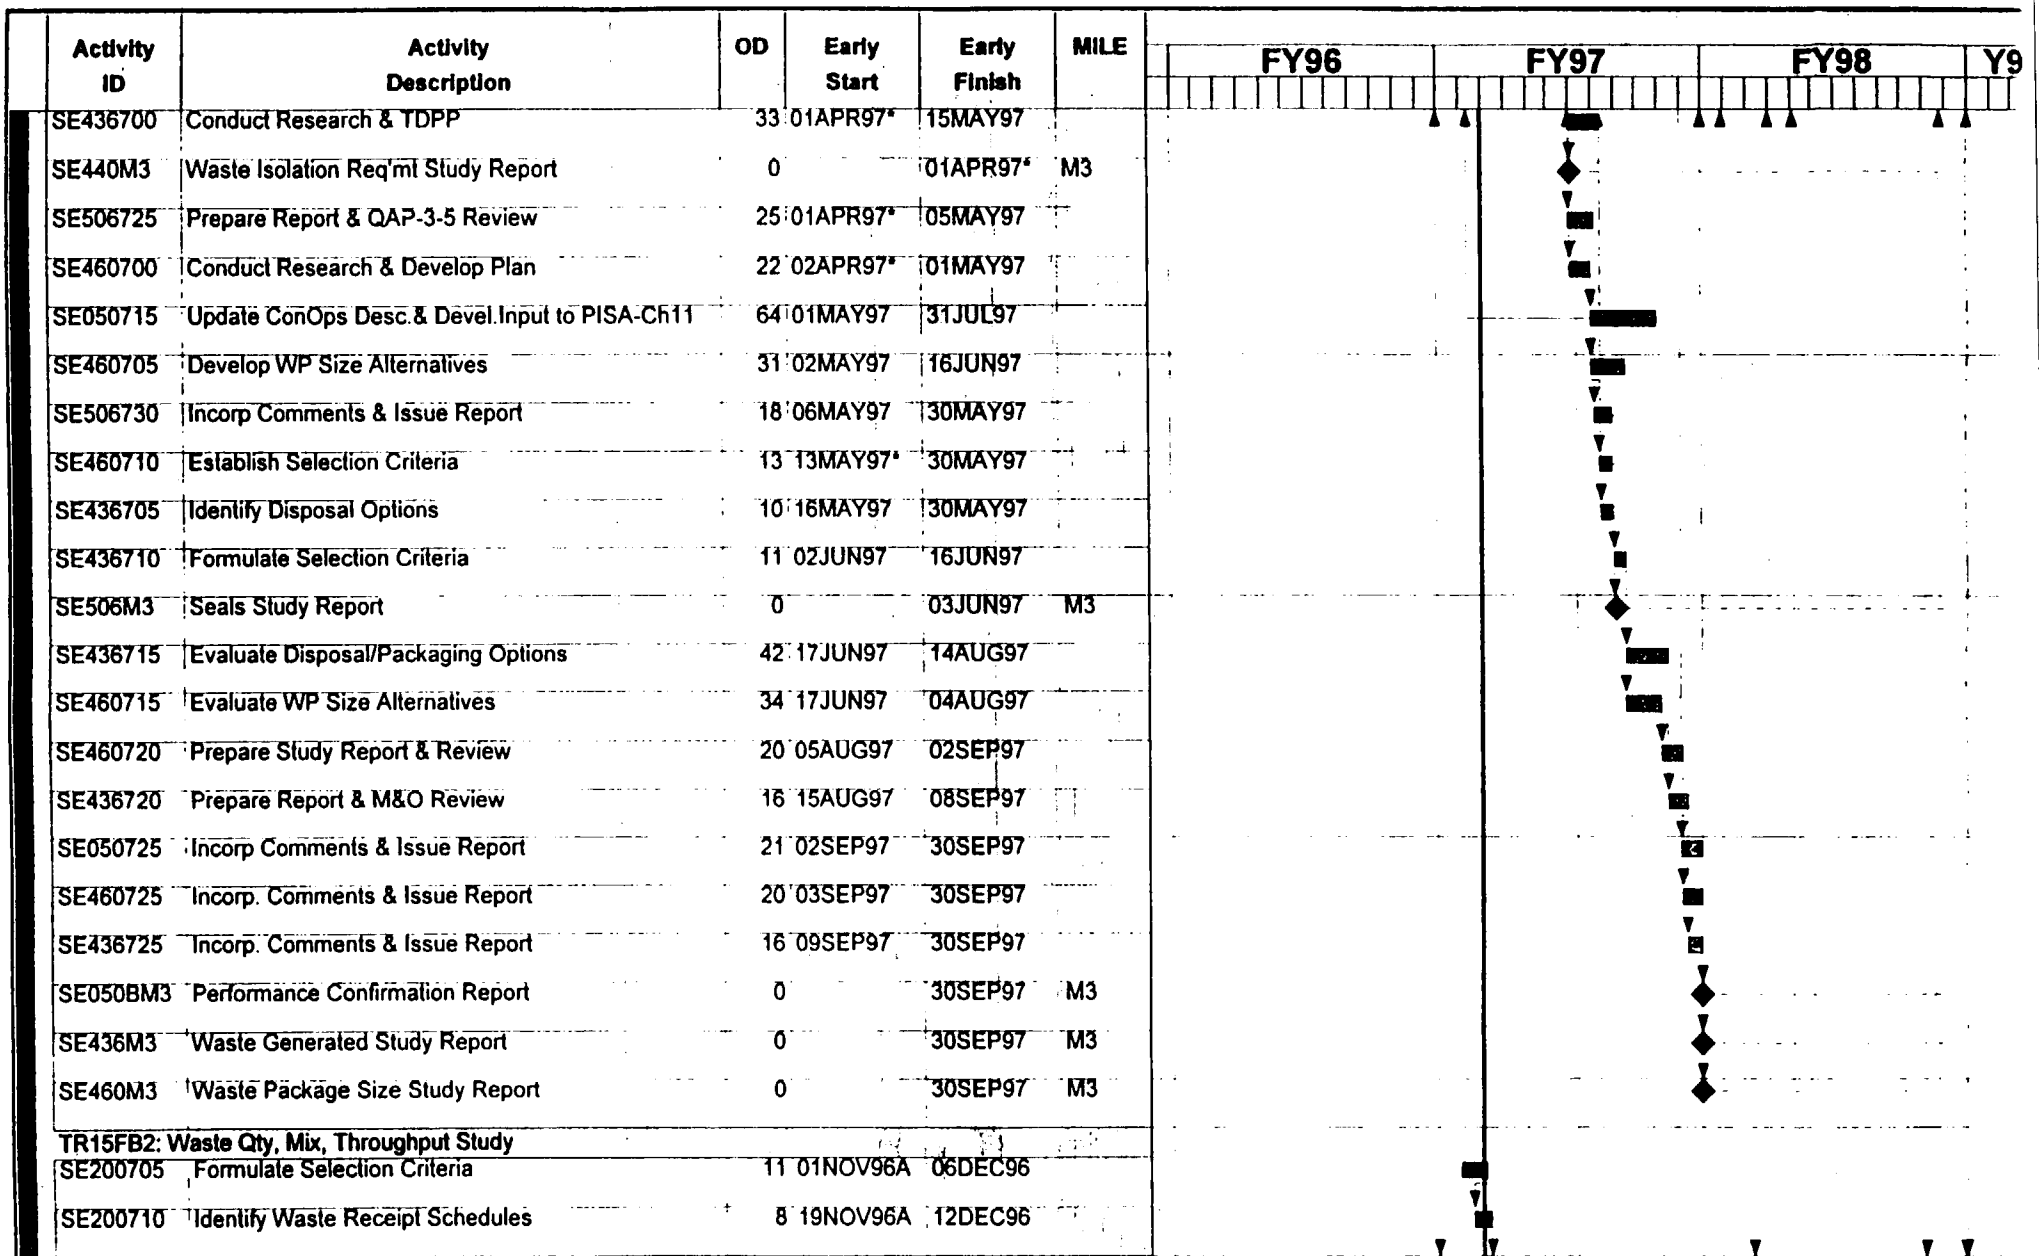 Activity ID Activity Description OD Early Start Early Finish MILE FY96 FY97 FY98 Y9
SE436700 Conduct Research & TDPP 33 01APR97* 15MAY97
SE440M3 Waste Isolation Req'mt Study Report 0 01APR97* M3
SE506725 Prepare Report & QAP-3-5 Review 25 01APR97* 05MAY97
SE460700 Conduct Research & Develop Plan 22 02APR97* 01MAY97
SE050715 Update ConOps Desc.& Devel.Input to PISA-Ch11 64 01MAY97 31JUL97
SE460705 Develop WP Size Alternatives 31 02MAY97 16JUN97
SE506730 Incorp Comments & Issue Report 18 06MAY97 30MAY97
SE460710 Establish Selection Criteria 13 13MAY97* 30MAY97
SE436705 Identify Disposal Options 10 16MAY97 30MAY97
SE436710 Formulate Selection Criteria 11 02JUN97 16JUN97
SE506M3 Seals Study Report 0 03JUN97 M3
SE436715 Evaluate Disposal/Packaging Options 42 17JUN97 14AUG97
SE460715 Evaluate WP Size Alternatives 34 17JUN97 04AUG97
SE460720 Prepare Study Report & Review 20 05AUG97 02SEP97
SE436720 Prepare Report & M&O Review 16 15AUG97 08SEP97
SE050725 Incorp Comments & Issue Report 21 02SEP97 30SEP97
SE460725 Incorp. Comments & Issue Report 20 03SEP97 30SEP97
SE436725 Incorp. Comments & Issue Report 16 09SEP97 30SEP97
SE050BM3 Performance Confirmation Report 0 30SEP97 M3
SE436M3 Waste Generated Study Report 0 30SEP97 M3
SE460M3 Waste Package Size Study Report 0 30SEP97 M3
TR15FB2: Waste Qty, Mix, Throughput Study
SE200705 Formulate Selection Criteria 11 01NOV96A 06DEC96
SE200710 Identify Waste Receipt Schedules 8 19NOV96A 12DEC96